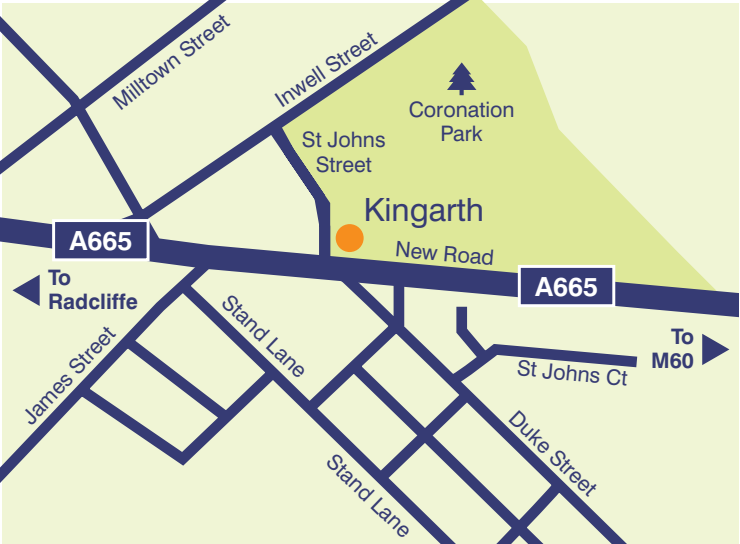 Milltown Street
Inwell Street
Coronation
Park
St Johns
Street
Kingarth
New Road
A665
A665
To
Radcliffe
To
M60
Stand Lane
James Street
St Johns Ct
Duke Street
Stand Lane